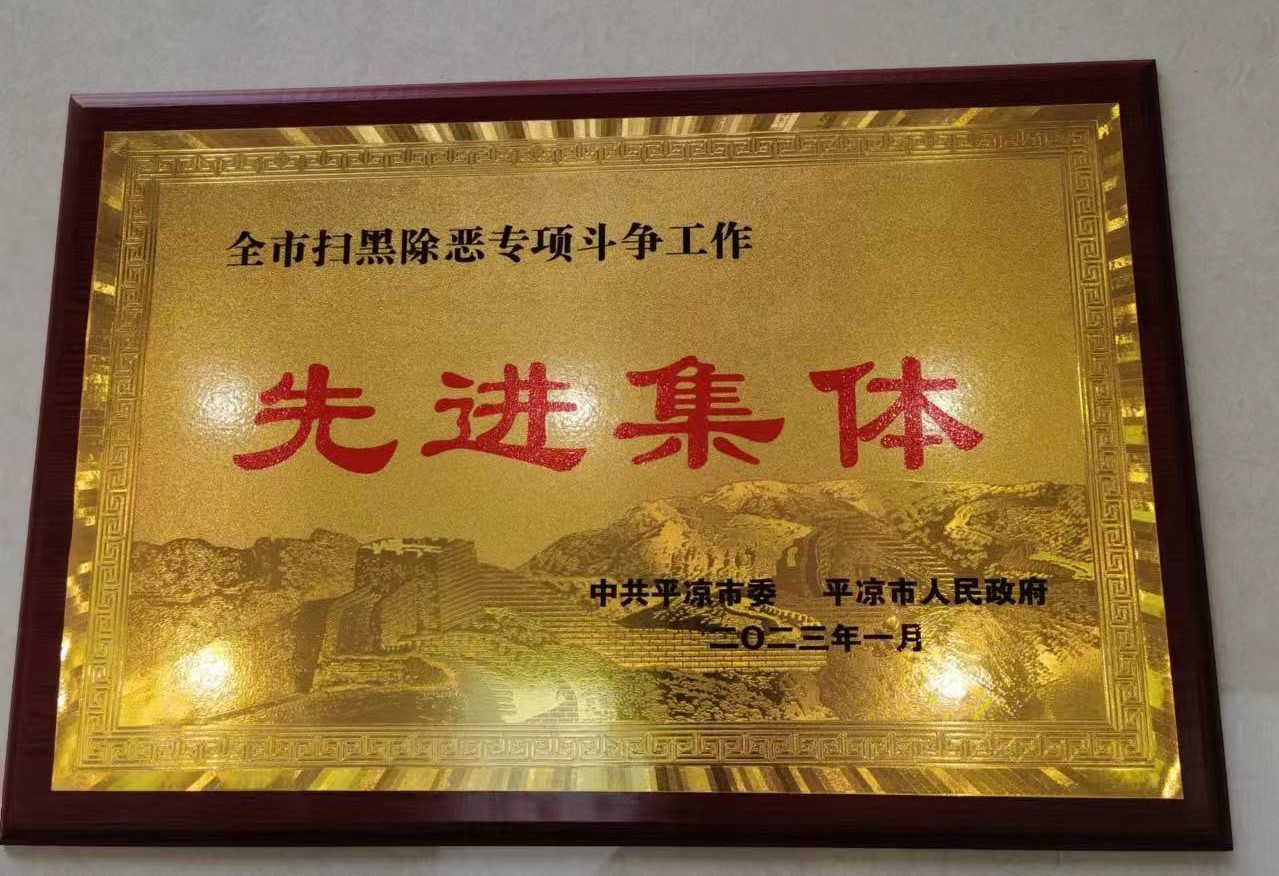 全市扫黑除恶专项斗争工作
先进集体
中共平凉市委 平凉市人民政府
二〇二三年一月